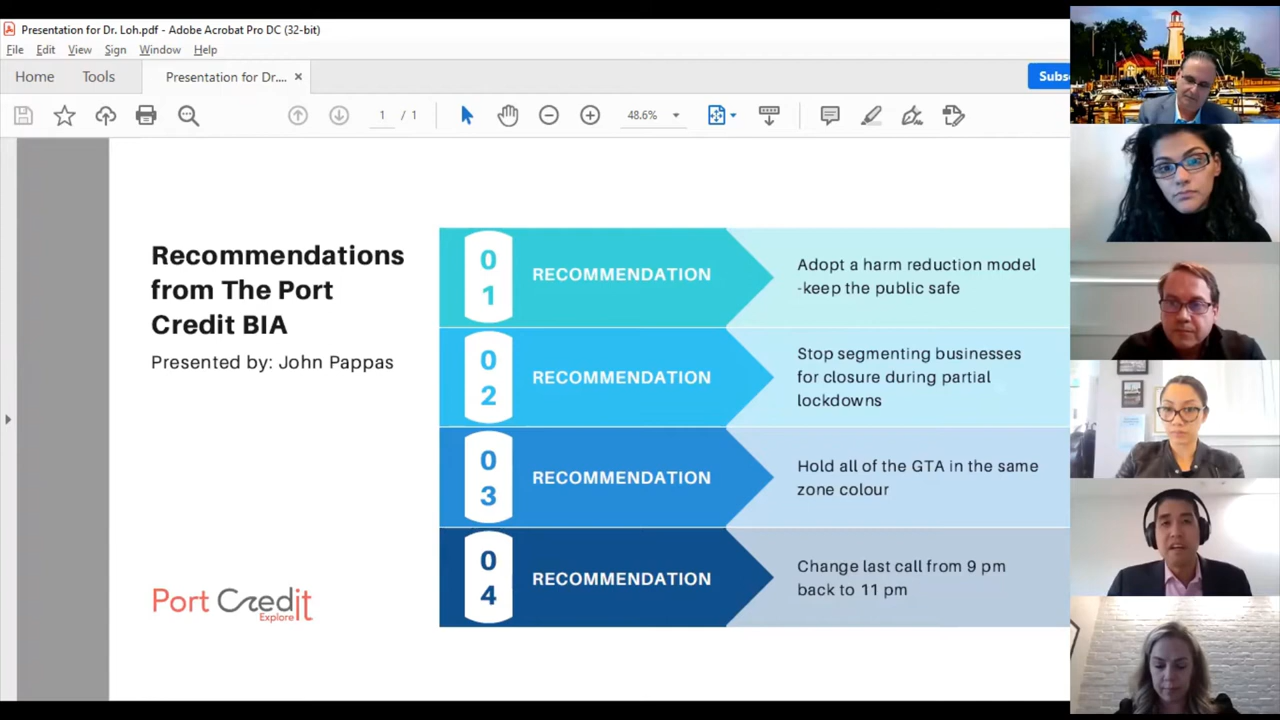 Presentation for Dr. Loh.pdf - Adobe Acrobat Pro DC (32-bit)
File Edit View Sign Window Help
Home Tools Presentation for Dr.... ×
Subs
1 / 1 48.6%
Recommendations
from The Port
Credit BIA
Presented by: John Pappas
Port Credit
Explore
01
RECOMMENDATION
Adopt a harm reduction model
-keep the public safe
02
RECOMMENDATION
Stop segmenting businesses
for closure during partial
lockdowns
03
RECOMMENDATION
Hold all of the GTA in the same
zone colour
04
RECOMMENDATION
Change last call from 9 pm
back to 11 pm